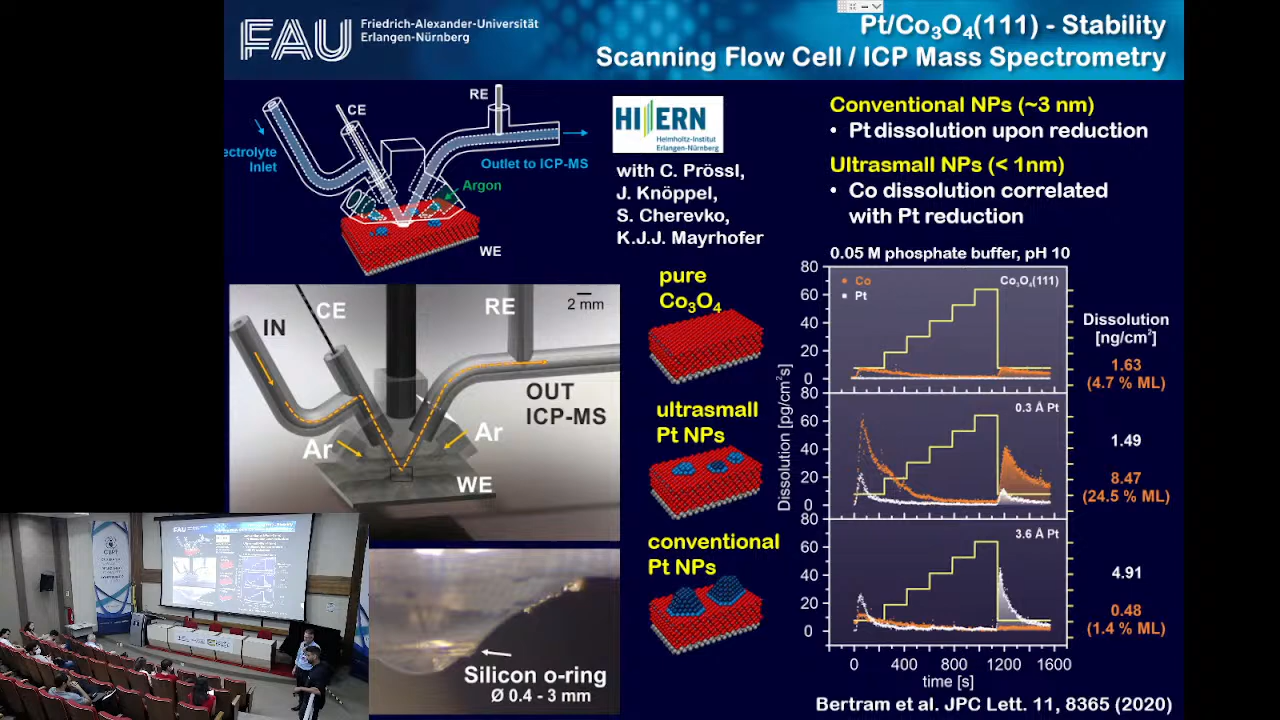 FAU
Friedrich-Alexander-Universität
Erlangen-Nürnberg
Pt/Co₃O₄(111) - Stability
Scanning Flow Cell / ICP Mass Spectrometry
ectrolyte
Inlet
CE
RE
Outlet to ICP-MS
Argon
WE
HI ERN
Helmholtz-Institut
Erlangen-Nürnberg
with C. Prössl,
J. Knöppel,
S. Cherevko,
K.J.J. Mayrhofer
Conventional NPs (~3 nm)
• Pt dissolution upon reduction
Ultrasmall NPs (< 1nm)
• Co dissolution correlated
with Pt reduction
IN
CE
RE
2 mm
OUT
ICP-MS
Ar
Ar
WE
Silicon o-ring
Ø 0.4 - 3 mm
pure
Co₃O₄
ultrasmall
Pt NPs
conventional
Pt NPs
0.05 M phosphate buffer, pH 10
Dissolution [pg/cm²s]
80
60
40
20
0
Co
Pt
Co₃O₄(111)
80
60
40
20
0
0.3 Å Pt
80
60
40
20
0
3.6 Å Pt
0 400 800 1200 1600
time [s]
Dissolution
[ng/cm²]
1.63
(4.7 % ML)
1.49
8.47
(24.5 % ML)
4.91
0.48
(1.4 % ML)
Bertram et al. JPC Lett. 11, 8365 (2020)